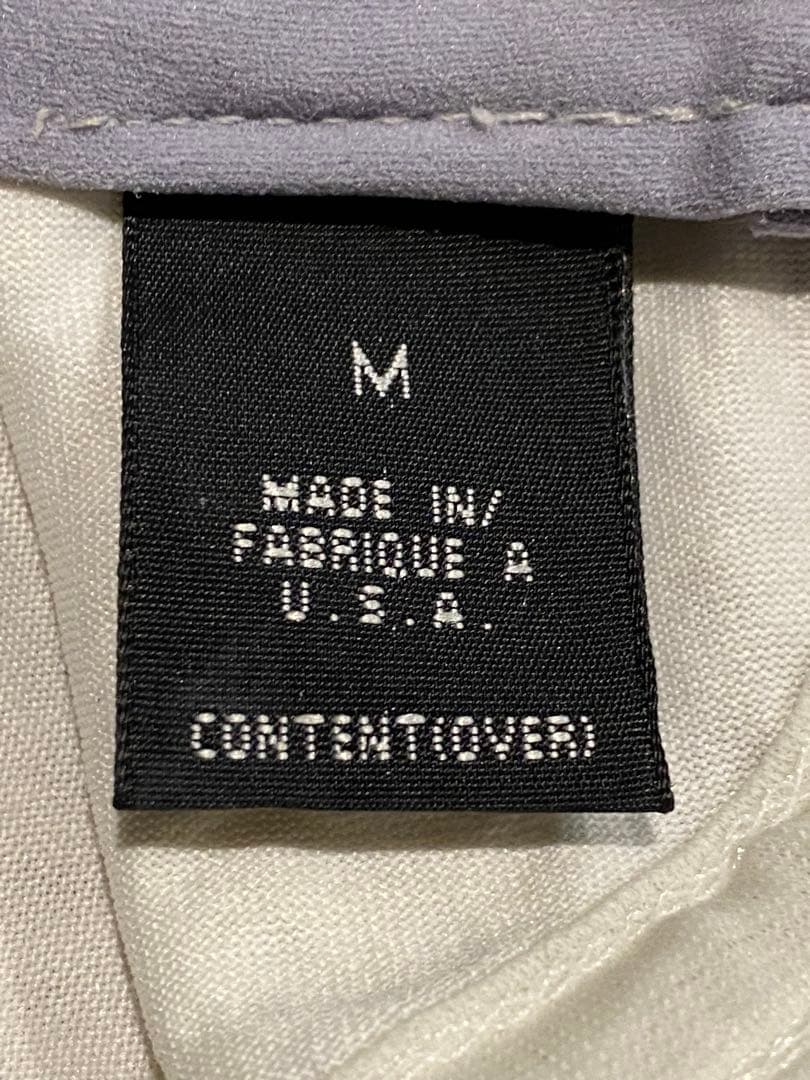 M
MADE IN/
FABRIQUE A
U.S.A.
CONTENT(OVER)